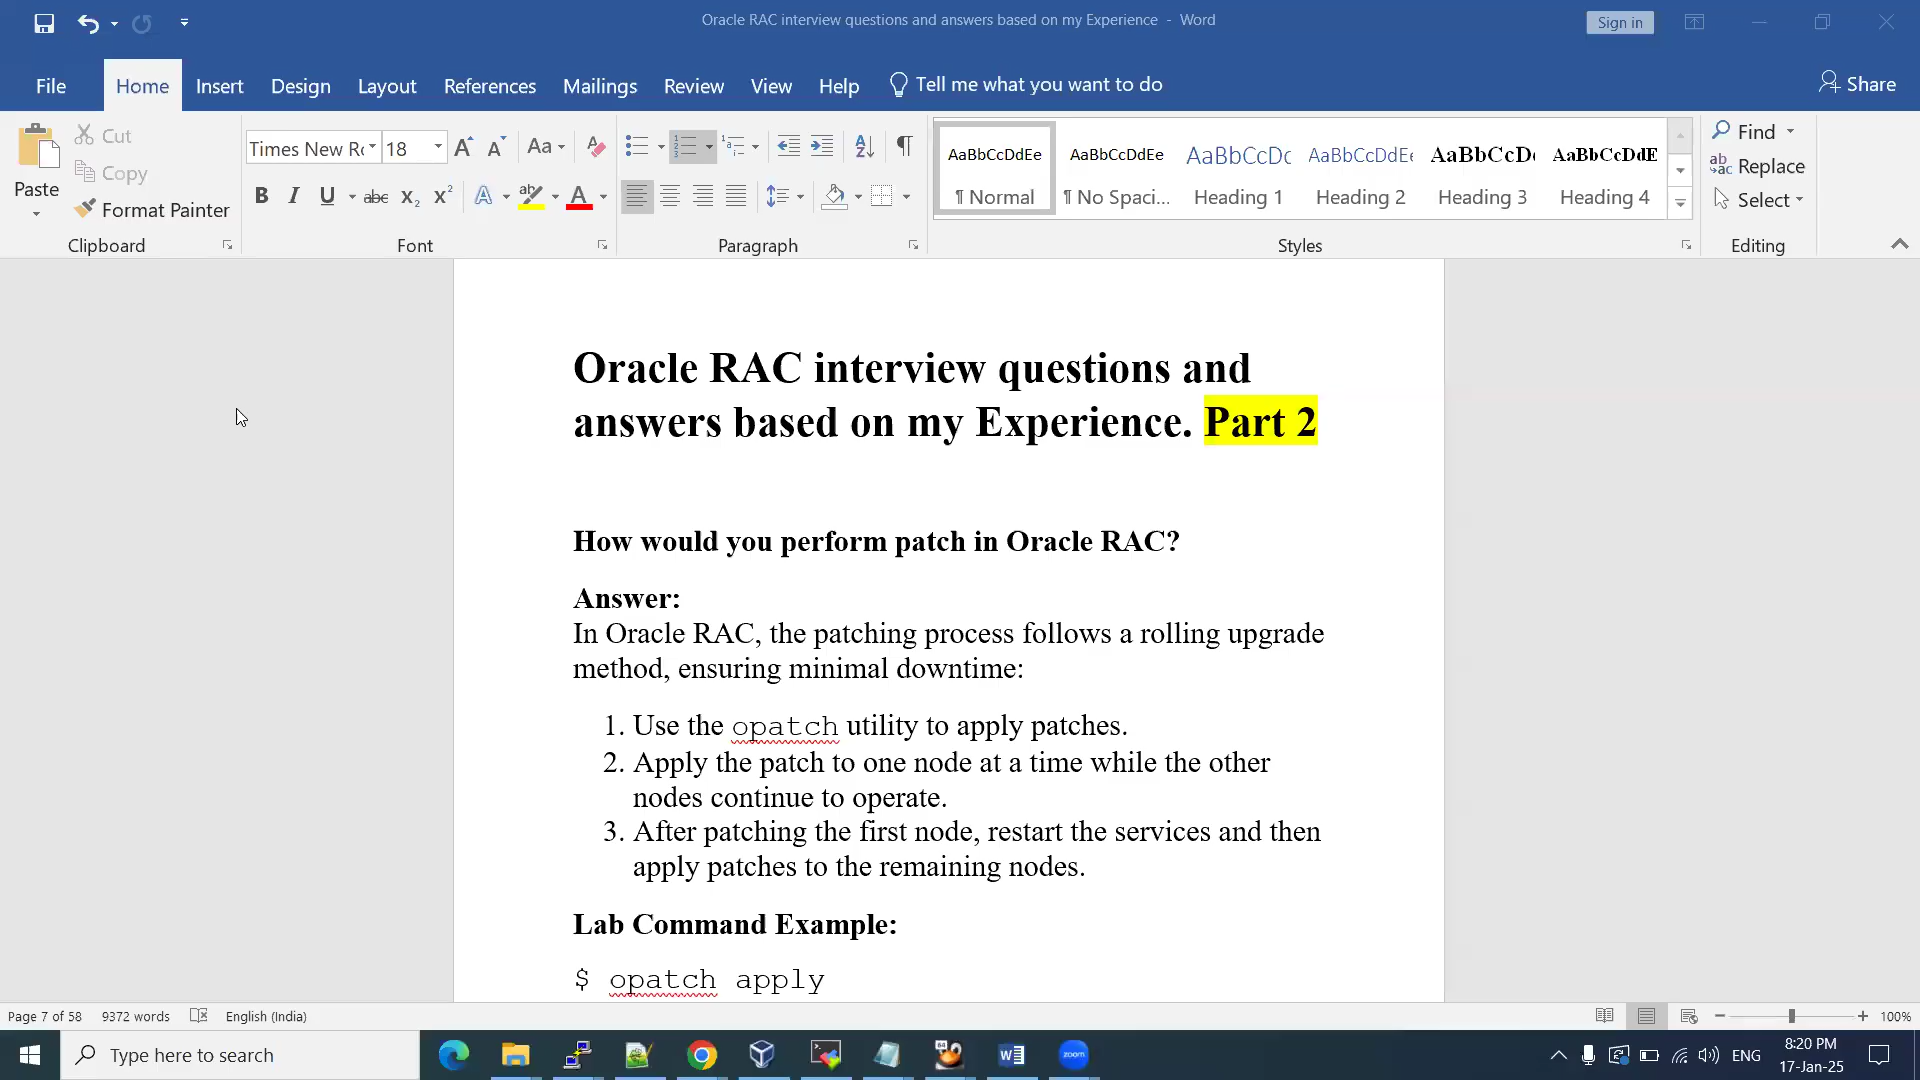 Oracle RAC interview questions and answers based on my Experience - Word
Sign in
File
Home
Insert
Design
Layout
References
Mailings
Review
View
Help
Tell me what you want to do
Share
Paste
Cut
Copy
Format Painter
Clipboard
Times New Ro
18
Aa
B I U abc X₂ X²
Font
Paragraph
AaBbCcDdEe
¶ Normal
AaBbCcDdEe
¶ No Spaci...
AaBbCcDc
Heading 1
AaBbCcDdEe
Heading 2
AaBbCcD
Heading 3
AaBbCcDdE
Heading 4
Styles
Find
Replace
Select
Editing
Oracle RAC interview questions and
answers based on my Experience. Part 2
How would you perform patch in Oracle RAC?
Answer:
In Oracle RAC, the patching process follows a rolling upgrade
method, ensuring minimal downtime:
1. Use the opatch utility to apply patches.
2. Apply the patch to one node at a time while the other
nodes continue to operate.
3. After patching the first node, restart the services and then
apply patches to the remaining nodes.
Lab Command Example:
$ opatch apply
Page 7 of 58
9372 words
English (India)
100%
Type here to search
zoom
ENG
8:20 PM
17-Jan-25